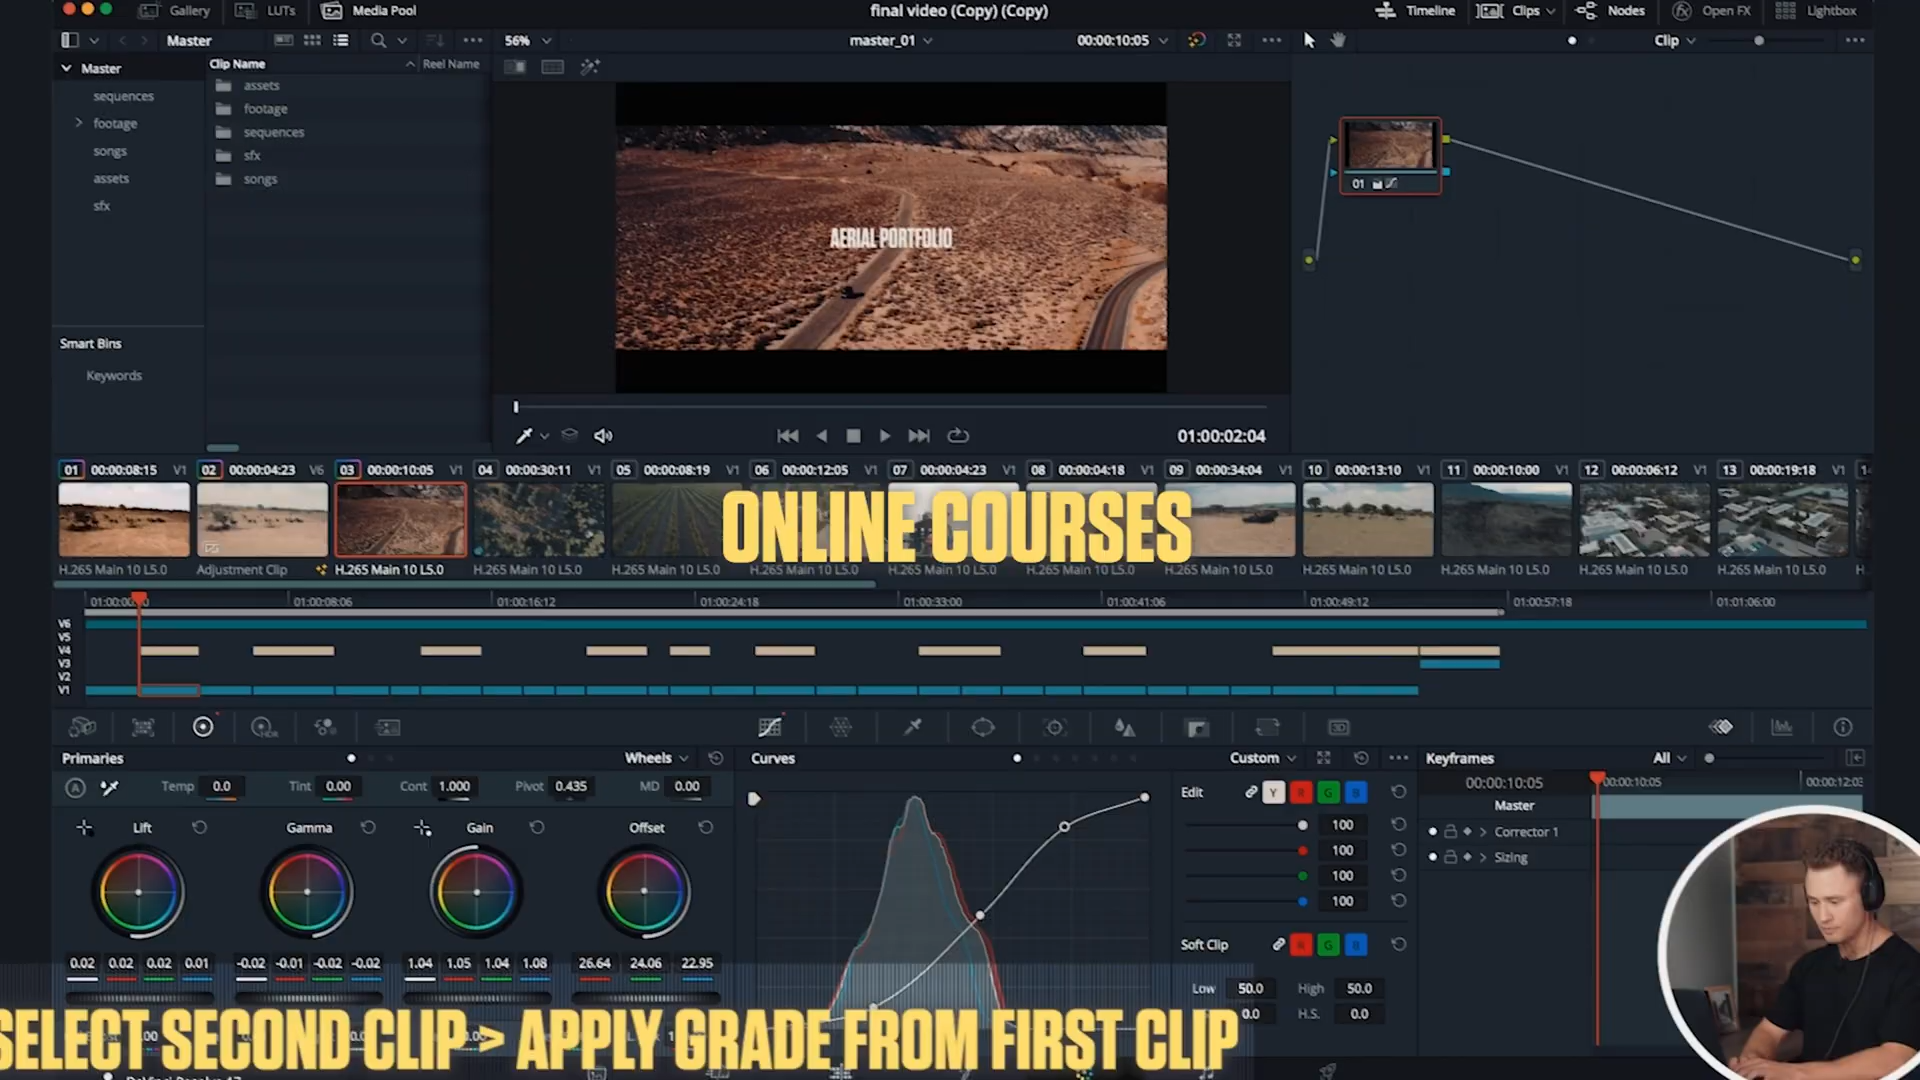 Gallery LUTs Media Pool final video (Copy) (Copy) Timeline Clips Nodes Open FX Lightbox
Master 56% master_01 00:00:10:05 Clip
Master Clip Name Reel Name
sequences
footage
songs
assets
sfx
assets
footage
sequences
sfx
songs
Smart Bins
Keywords
AERIAL PORTFOLIO
01
01:00:02:04
01 00:00:08:15 V1 02 00:00:04:23 V6 03 00:00:10:05 V1 04 00:00:30:11 V1 05 00:00:08:19 V1 06 00:00:12:05 V1 07 00:00:04:23 V1 08 00:00:04:18 V1 09 00:00:34:04 V1 10 00:00:13:10 V1 11 00:00:10:00 V1 12 00:00:06:12 V1 13 00:00:19:18 V1
ONLINE COURSES
H.265 Main 10 L5.0 Adjustment Clip H.265 Main 10 L5.0 H.265 Main 10 L5.0 H.265 Main 10 L5.0 H.265 Main 10 L5.0 H.265 Main 10 L5.0 H.265 Main 10 L5.0 H.265 Main 10 L5.0 H.265 Main 10 L5.0 H.265 Main 10 L5.0 H.265 Main 10 L5.0 H.265 Main 10 L5.0
01:00:08:06 01:00:16:12 01:00:24:18 01:00:33:00 01:00:41:06 01:00:49:12 01:00:57:18 01:01:06:00
V6
V5
V4
V3
V2
V1
Primaries Wheels
Temp 0.0 Tint 0.00 Cont 1.000 Pivot 0.435 MD 0.00
Lift Gamma Gain Offset
0.02 0.02 0.02 0.01 -0.02 -0.01 -0.02 -0.02 1.04 1.05 1.04 1.08 26.64 24.06 22.95
Curves Custom
Edit Y R G B
100
100
100
100
Soft Clip R G B
Low 50.0 High 50.0
0.0 H.S. 0.0
Keyframes All
00:00:10:05 00:00:10:05
Master
Corrector 1
Sizing
SELECT SECOND CLIP > APPLY GRADE FROM FIRST CLIP